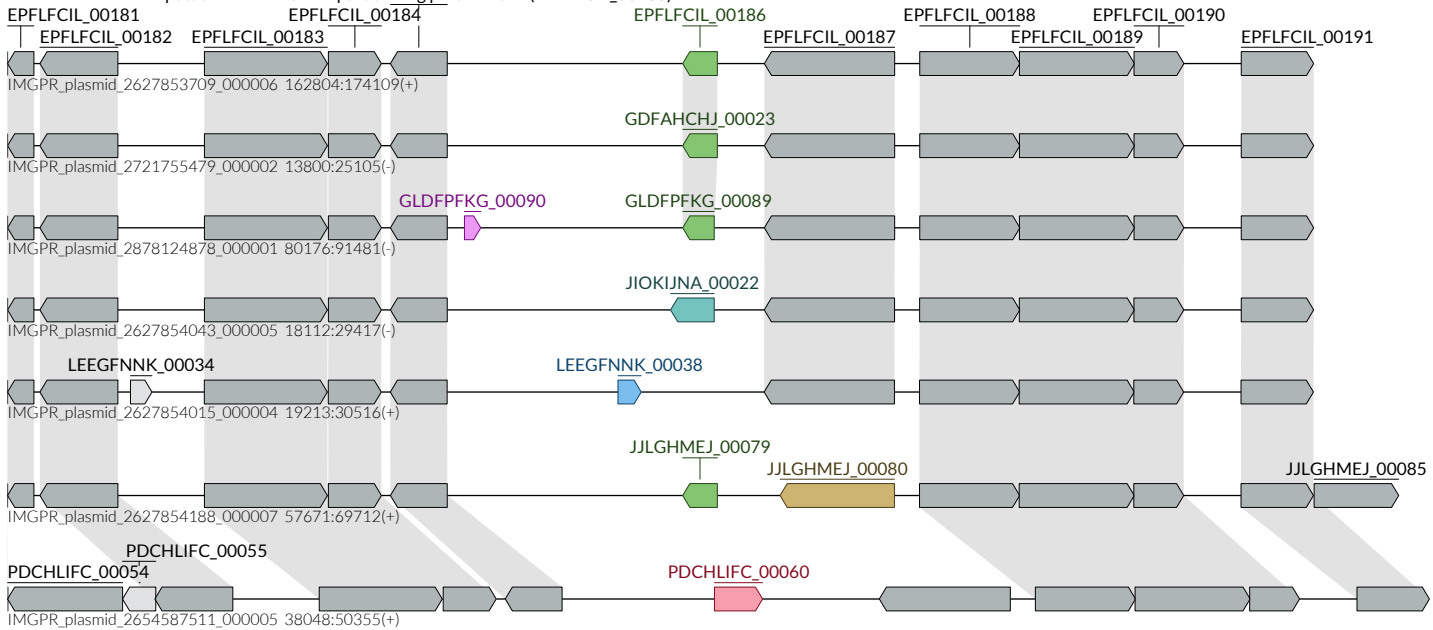 EPFLFCIL_00181 EPFLFCIL_00184 EPFLFCIL_00186 EPFLFCIL_00188 EPFLFCIL_00190
EPFLFCIL_00182 EPFLFCIL_00183 EPFLFCIL_00187 EPFLFCIL_00189 EPFLFCIL_00191
IMGPR_plasmid_2627853709_000006 162804:174109(+)
GDFAHCHJ_00023
IMGPR_plasmid_2721755479_000002 13800:25105(-)
GLDFPFKG_00090 GLDFPFKG_00089
IMGPR_plasmid_2878124878_000001 80176:91481(-)
JIOKIJNA_00022
IMGPR_plasmid_2627854043_000005 18112:29417(-)
LEEGFNNK_00034 LEEGFNNK_00038
IMGPR_plasmid_2627854015_000004 19213:30516(+)
JJLGHMEJ_00079
JJLGHMEJ_00080 JJLGHMEJ_00085
IMGPR_plasmid_2627854188_000007 57671:69712(+)
PDCHLIFC_00055
PDCHLIFC_00054 PDCHLIFC_00060
IMGPR_plasmid_2654587511_000005 38048:50355(+)